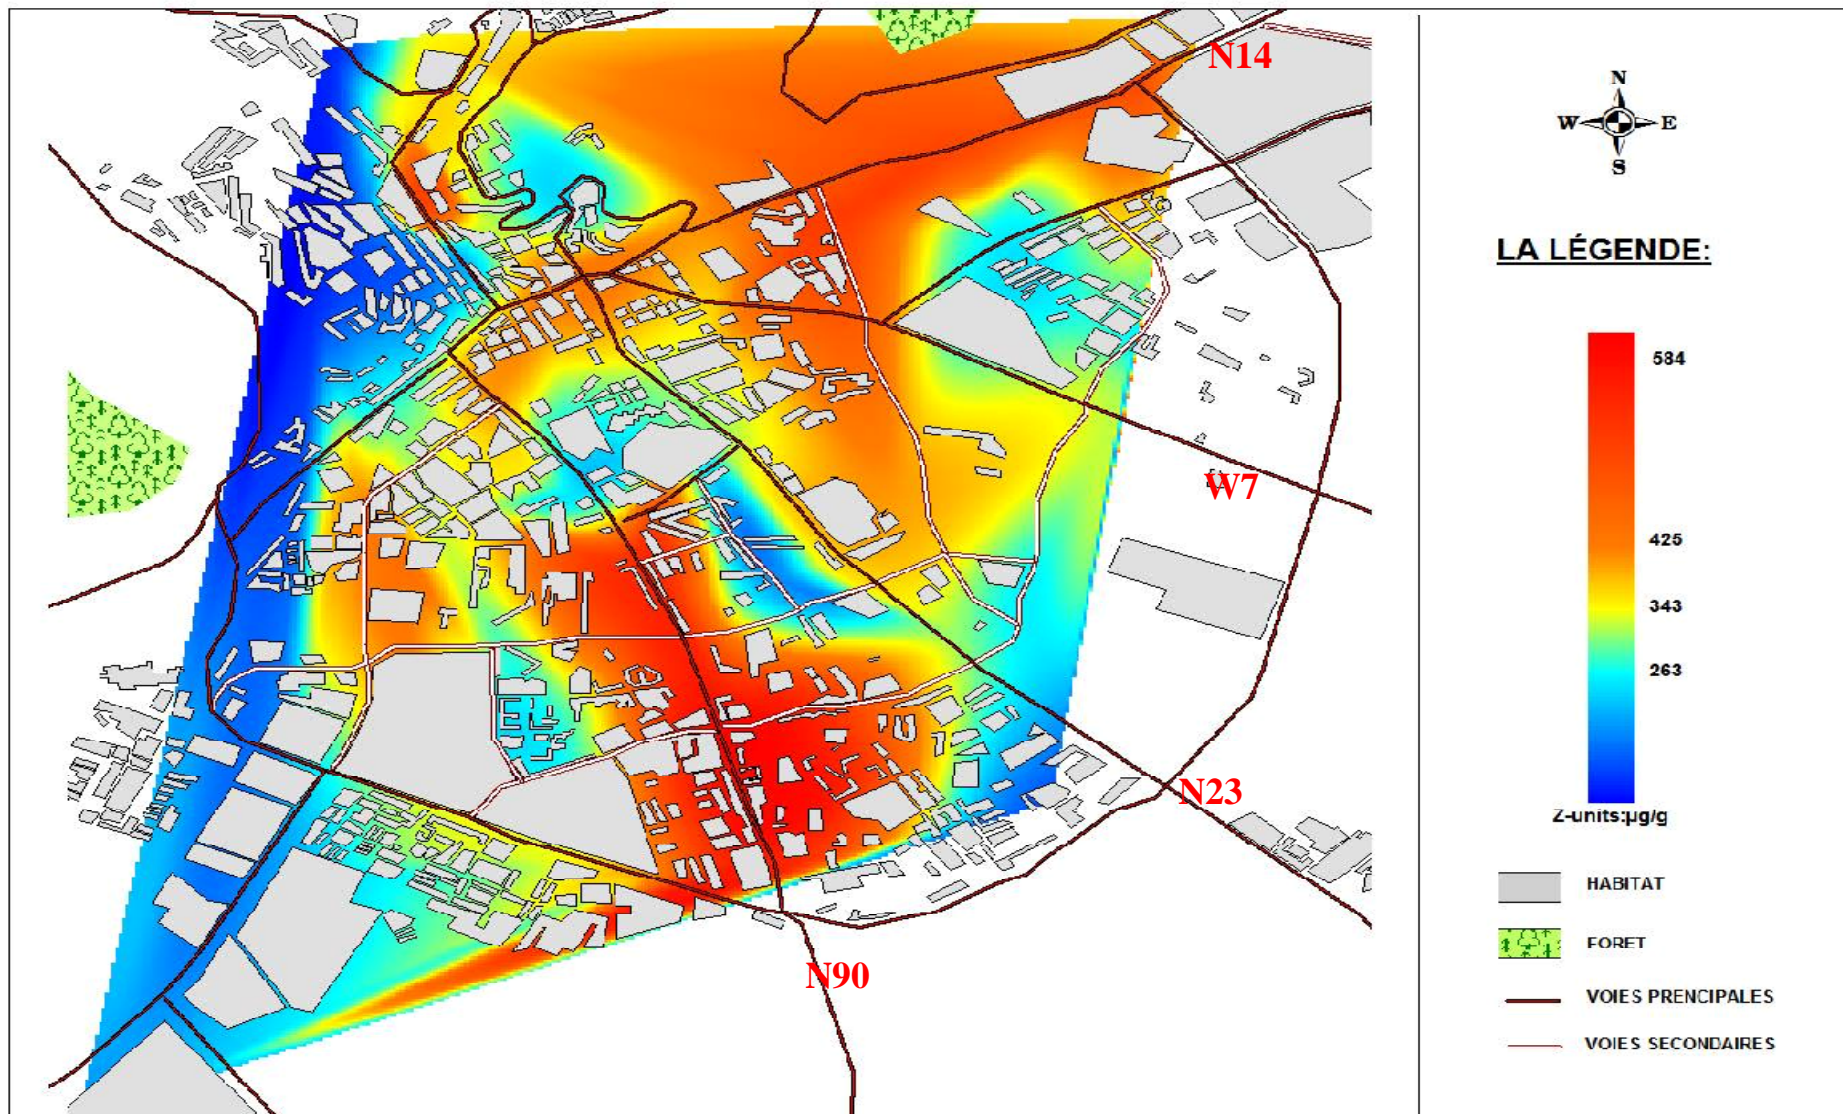 N14
W7
N23
N90
N
W E
S
LA LÉGENDE:
584
425
343
263
Z-units:µg/g
HABITAT
FORET
VOIES PRENCIPALES
VOIES SECONDAIRES